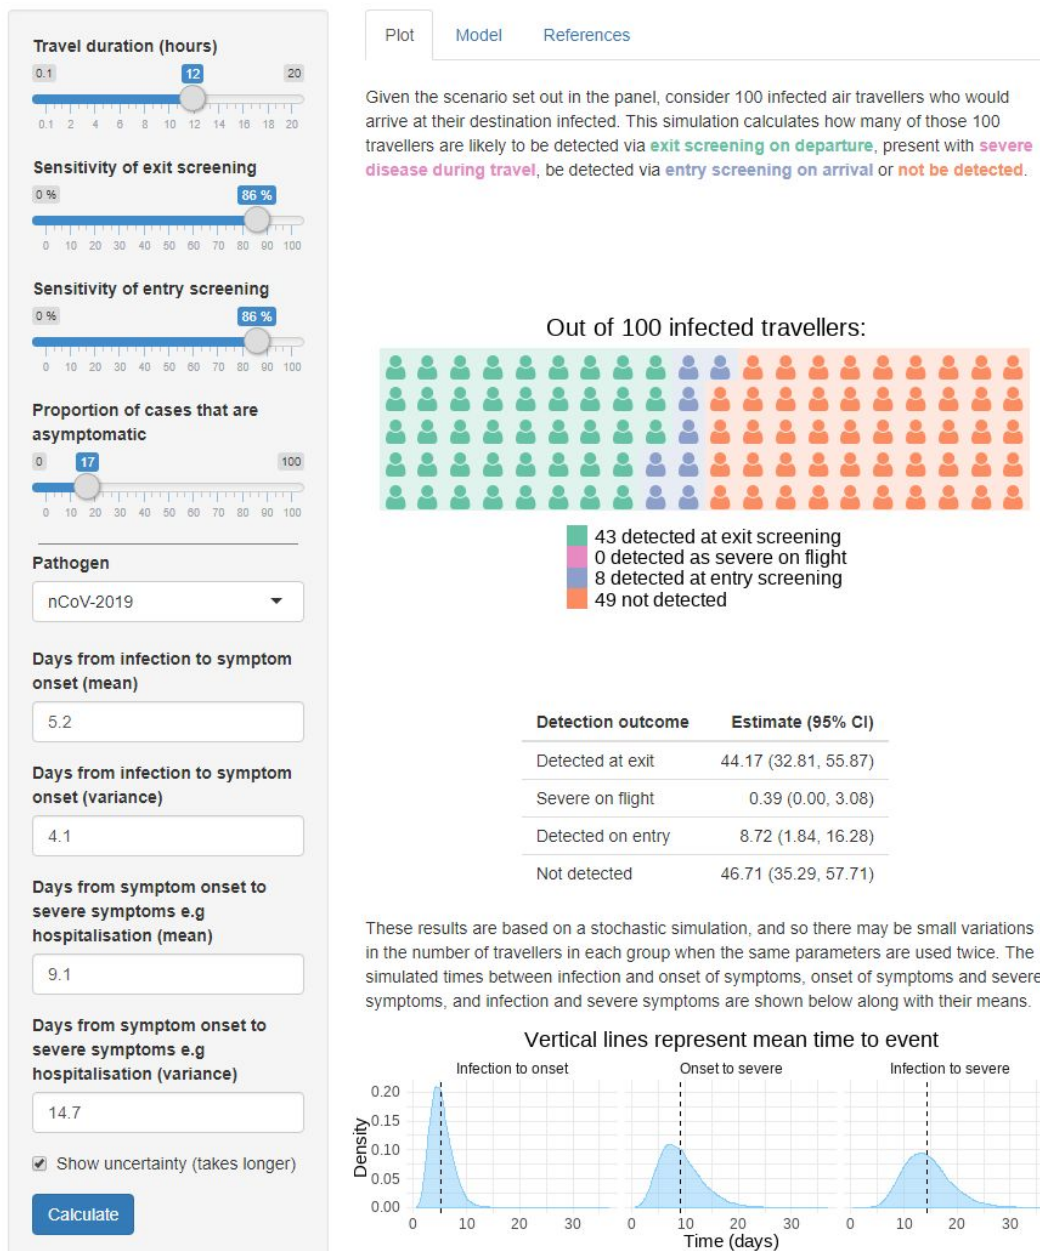 Travel duration (hours)
0.1 12 20
0.1 2 4 6 8 10 12 14 16 18 20
Sensitivity of exit screening
0 % 86 %
0 10 20 30 40 50 60 70 80 90 100
Sensitivity of entry screening
0 % 86 %
0 10 20 30 40 50 60 70 80 90 100
Proportion of cases that are
asymptomatic
0 17 100
0 10 20 30 40 50 60 70 80 90 100
Pathogen
nCoV-2019
Days from infection to symptom
onset (mean)
5.2
Days from infection to symptom
onset (variance)
4.1
Days from symptom onset to
severe symptoms e.g
hospitalisation (mean)
9.1
Days from symptom onset to
severe symptoms e.g
hospitalisation (variance)
14.7
Show uncertainty (takes longer)
Calculate
Plot Model References
Given the scenario set out in the panel, consider 100 infected air travellers who would
arrive at their destination infected. This simulation calculates how many of those 100
travellers are likely to be detected via exit screening on departure, present with severe
disease during travel, be detected via entry screening on arrival or not be detected.
Out of 100 infected travellers:
43 detected at exit screening
0 detected as severe on flight
8 detected at entry screening
49 not detected
Detection outcome Estimate (95% CI)
Detected at exit 44.17 (32.81, 55.87)
Severe on flight 0.39 (0.00, 3.08)
Detected on entry 8.72 (1.84, 16.28)
Not detected 46.71 (35.29, 57.71)
These results are based on a stochastic simulation, and so there may be small variations
in the number of travellers in each group when the same parameters are used twice. The
simulated times between infection and onset of symptoms, onset of symptoms and severe
symptoms, and infection and severe symptoms are shown below along with their means.
Vertical lines represent mean time to event
Infection to onset Onset to severe Infection to severe
Density
0.20
0.15
0.10
0.05
0.00
0 10 20 30 0 10 20 30 0 10 20 30
Time (days)